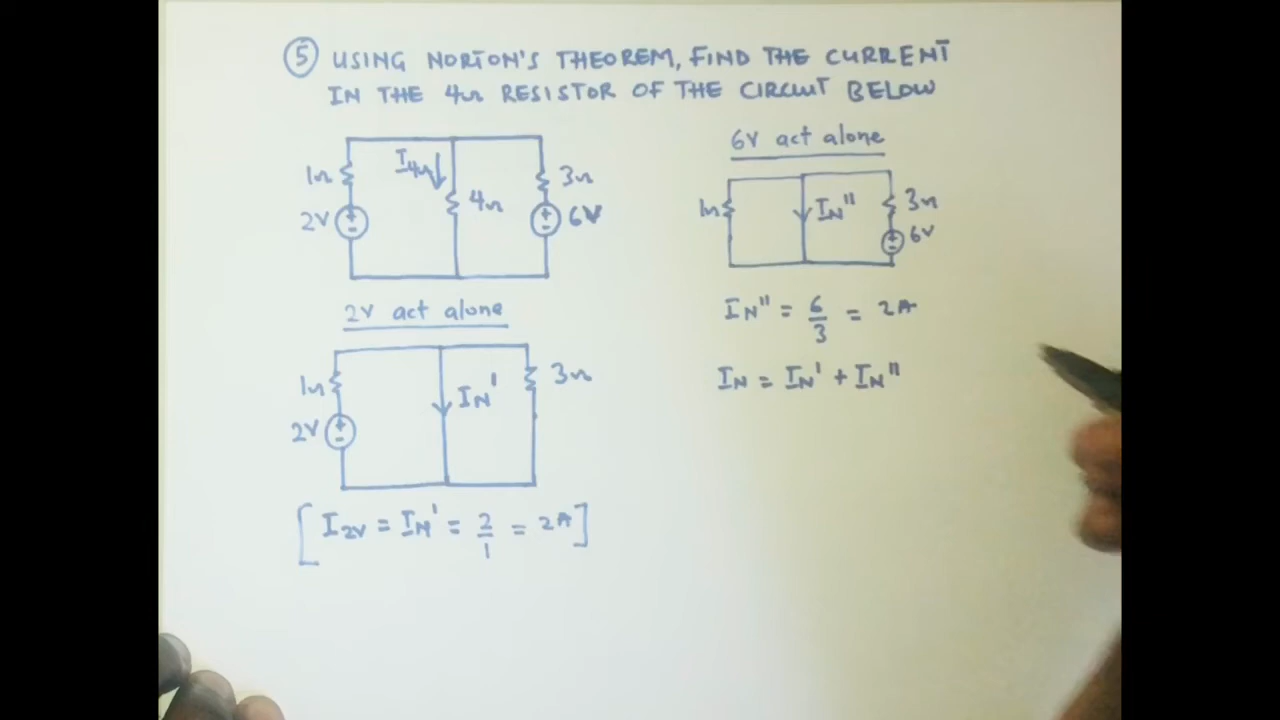 ⑤ USING NORTON'S THEOREM, FIND THE CURRENT
IN THE 4Ω RESISTOR OF THE CIRCUIT BELOW
1Ω
I4Ω
4Ω
3Ω
2V
+
-
+
-
6V
2V act alone
1Ω
2V
+
-
IN'
3Ω
[I2V = IN' = 2/1 = 2A]
6V act alone
1Ω
IN"
3Ω
+
-
6V
IN" = 6/3 = 2A
IN = IN' + IN"